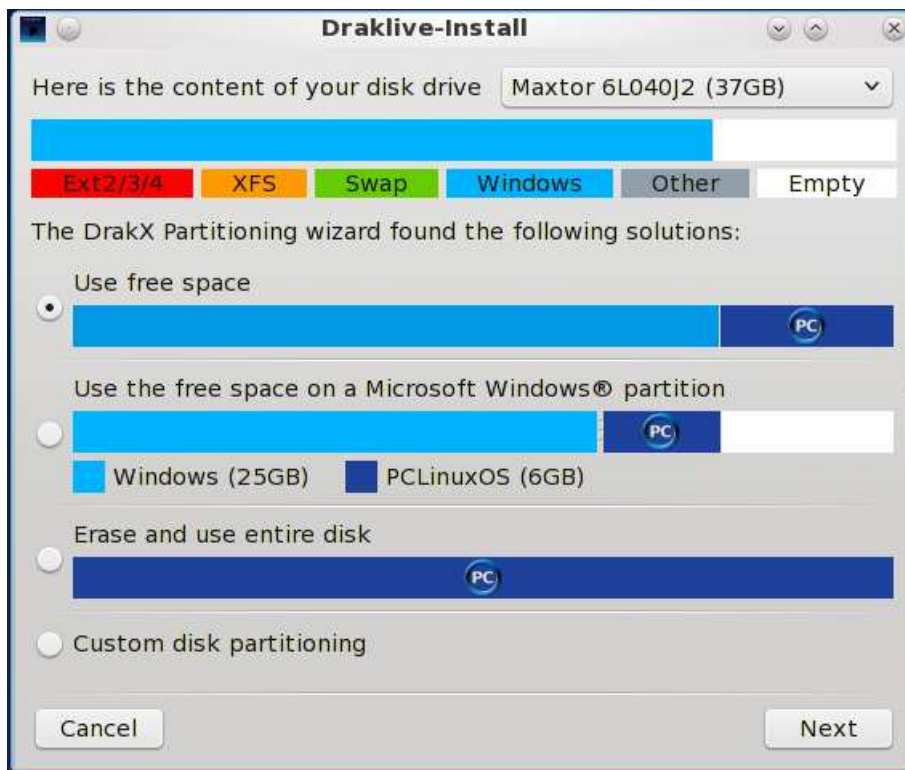 Draklive-Install
Here is the content of your disk drive Maxtor 6L040J2 (37GB)
Ext2/3/4 XFS Swap Windows Other Empty
The DrakX Partitioning wizard found the following solutions:
Use free space
PC
Use the free space on a Microsoft Windows® partition
PC
Windows (25GB) PCLinuxOS (6GB)
Erase and use entire disk
PC
Custom disk partitioning
Cancel Next